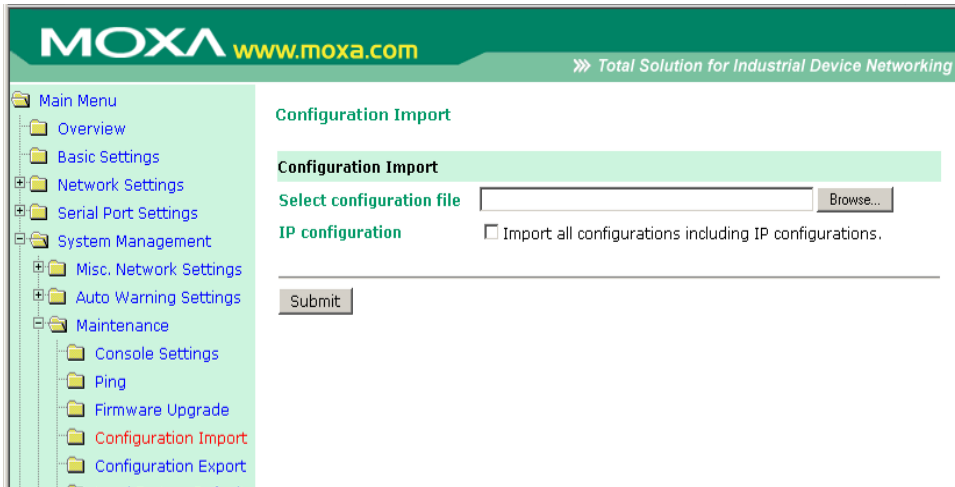 MOXA www.moxa.com
Total Solution for Industrial Device Networking
Main Menu
Overview
Basic Settings
Network Settings
Serial Port Settings
System Management
Misc. Network Settings
Auto Warning Settings
Maintenance
Console Settings
Ping
Firmware Upgrade
Configuration Import
Configuration Export
Configuration Import
Configuration Import
Select configuration file
Browse...
IP configuration
Import all configurations including IP configurations.
Submit